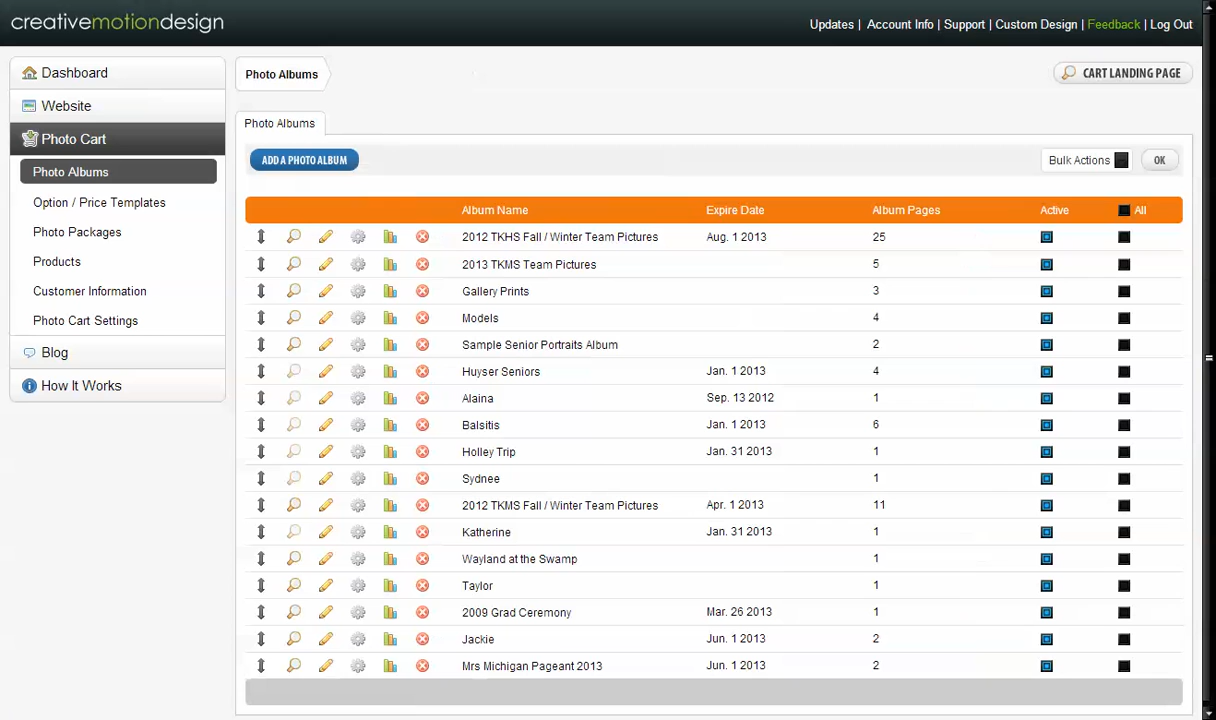 creativemotiondesign
Updates | Account Info | Support | Custom Design | Feedback | Log Out
Dashboard
Website
Photo Cart
Photo Albums
Option / Price Templates
Photo Packages
Products
Customer Information
Photo Cart Settings
Blog
How It Works
Photo Albums
CART LANDING PAGE
Photo Albums
ADD A PHOTO ALBUM
Bulk Actions OK
Album Name Expire Date Album Pages Active All
2012 TKHS Fall / Winter Team Pictures Aug. 1 2013 25
2013 TKMS Team Pictures 5
Gallery Prints 3
Models 4
Sample Senior Portraits Album 2
Huyser Seniors Jan. 1 2013 4
Alaina Sep. 13 2012 1
Balsitis Jan. 1 2013 6
Holley Trip Jan. 31 2013 1
Sydnee 1
2012 TKMS Fall / Winter Team Pictures Apr. 1 2013 11
Katherine Jan. 31 2013 1
Wayland at the Swamp 1
Taylor 1
2009 Grad Ceremony Mar. 26 2013 1
Jackie Jun. 1 2013 2
Mrs Michigan Pageant 2013 Jun. 1 2013 2